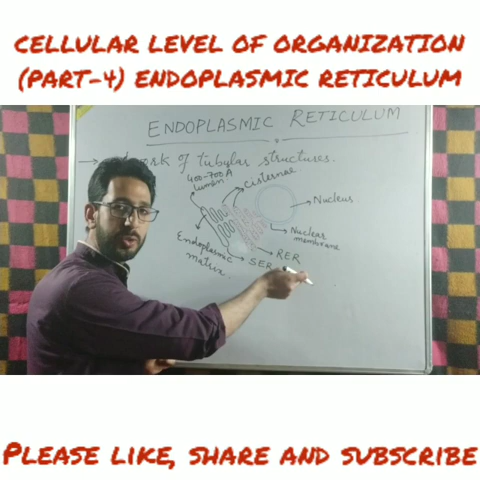 CELLULAR LEVEL OF ORGANIZATION
(PART-4) ENDOPLASMIC RETICULUM
ENDOPLASMIC RETICULUM
of tubular structures.
400-700A
lumen
cisternae
Nucleus
Nuclear
membrane
Endoplasmic
matrix.
SER
RER
PLEASE LIKE, SHARE AND SUBSCRIBE